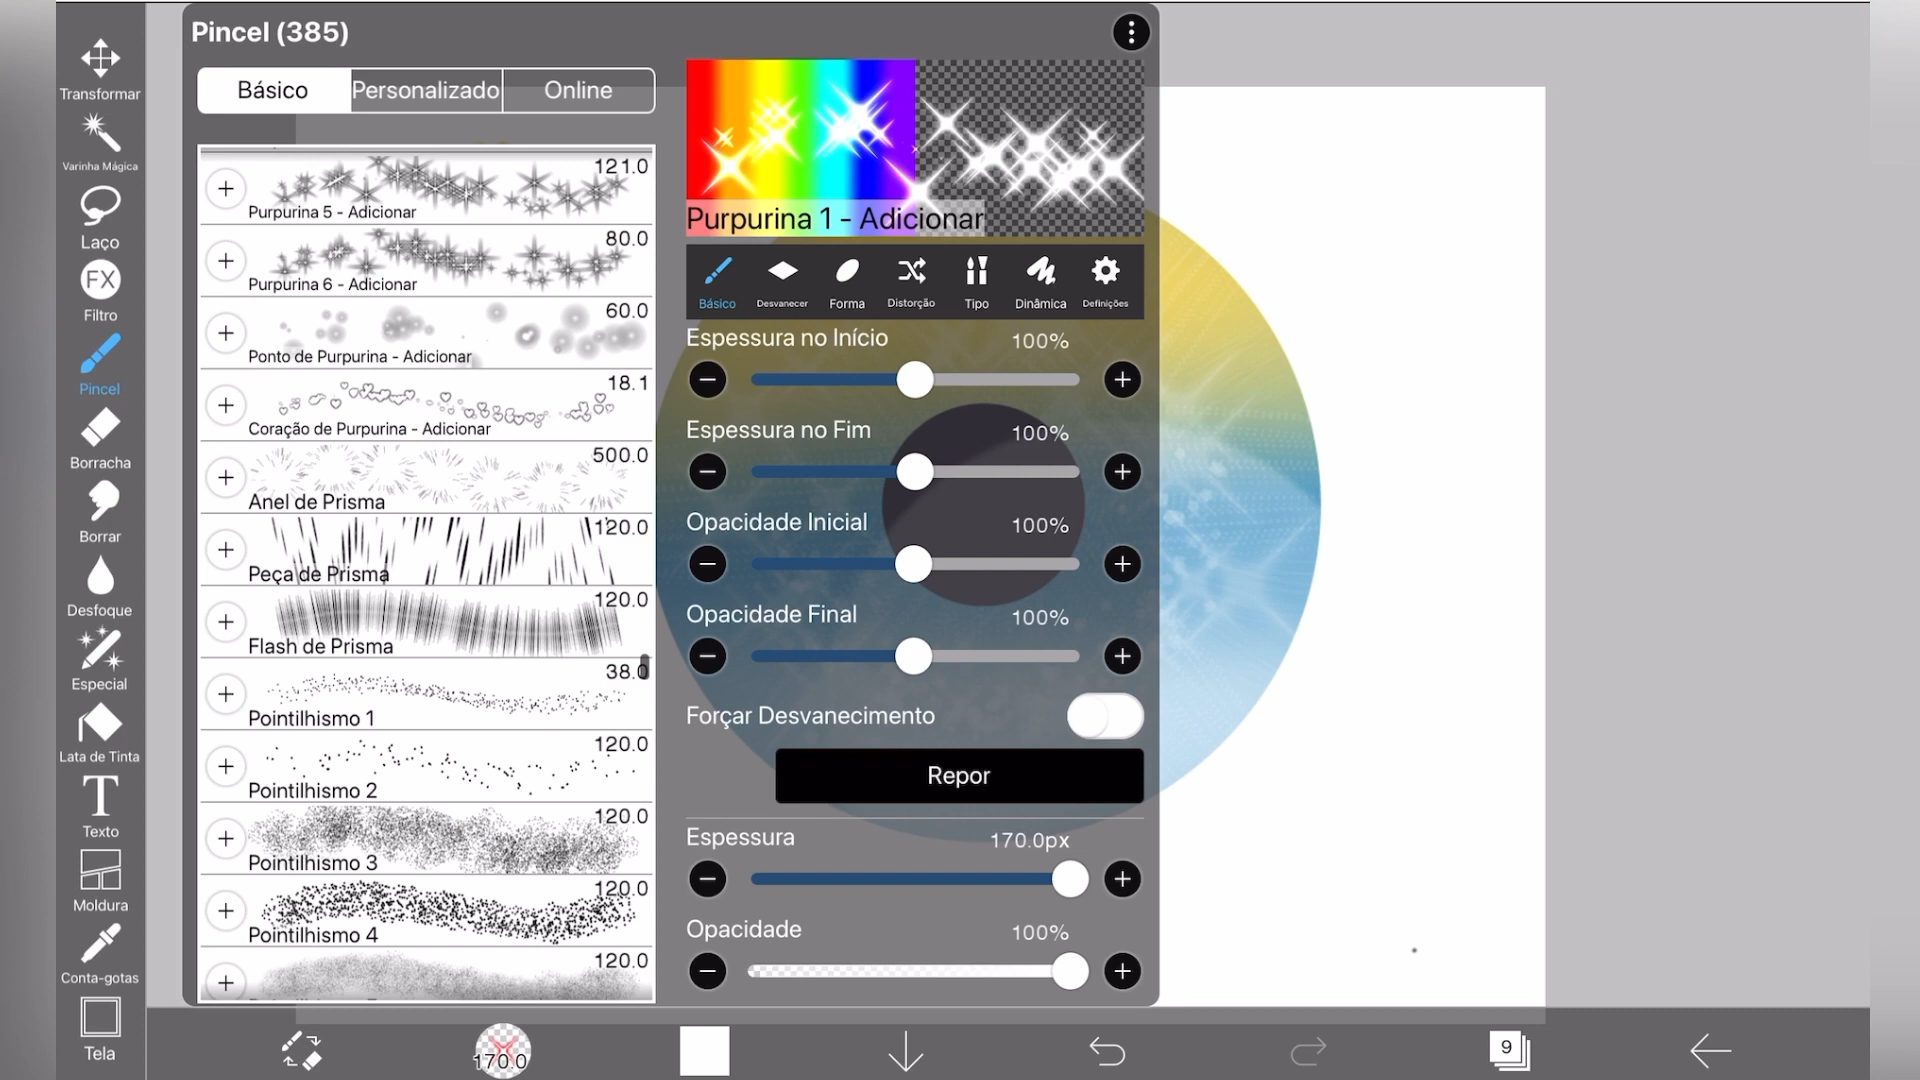 Transformar
Varinha Mágica
Laço
FX
Filtro
Pincel
Borracha
Borrar
Desfoque
Especial
Lata de Tinta
T
Texto
Moldura
Conta-gotas
Tela
Pincel (385)
Básico
Personalizado
Online
121.0
Purpurina 5 - Adicionar
80.0
Purpurina 6 - Adicionar
60.0
Ponto de Purpurina - Adicionar
18.1
Coração de Purpurina - Adicionar
500.0
Anel de Prisma
120.0
Peça de Prisma
120.0
Flash de Prisma
38.0
Pointilhismo 1
120.0
Pointilhismo 2
120.0
Pointilhismo 3
120.0
Pointilhismo 4
120.0
Purpurina 1 - Adicionar
Básico
Desvanecer
Forma
Distorção
Tipo
Dinâmica
Definições
Espessura no Início 100%
Espessura no Fim 100%
Opacidade Inicial 100%
Opacidade Final 100%
Forçar Desvanecimento
Repor
Espessura 170.0px
Opacidade 100%
170.0
9